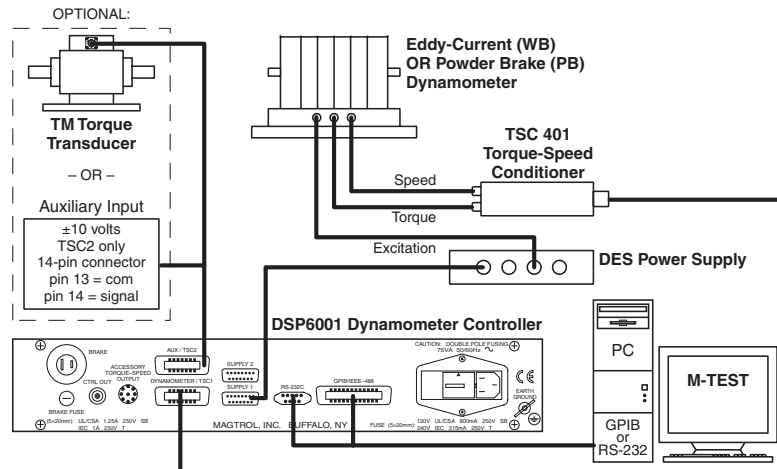 OPTIONAL:
TM Torque
Transducer
– OR –
Auxiliary Input
±10 volts
TSC2 only
14-pin connector
pin 13 = com
pin 14 = signal
Eddy-Current (WB)
OR Powder Brake (PB)
Dynamometer
TSC 401
Torque-Speed
Conditioner
Speed
Torque
Excitation
DES Power Supply
DSP6001 Dynamometer Controller
BRAKE
BRAKE FUSE
CTRL OUT
ACCESSORY
TORQUE–SPEED
OUTPUT
AUX / TSC2
DYNAMOMETER / TSC1
SUPPLY 2
SUPPLY 1
RS-232C
GPIB/IEEE–488
CAUTION: DOUBLE POLE FUSING
75VA 50/60Hz
CE
EARTH
GROUND
(5x20mm): UL/CSA 1.25A 250V SB
IEC 1A 250V T
MAGTROL, INC. BUFFALO, NY
FUSE (5x20mm): 120V UL/CSA 800mA 250V SB
240V IEC 315mA 250V T
PC
GPIB
or
RS-232
M-TEST